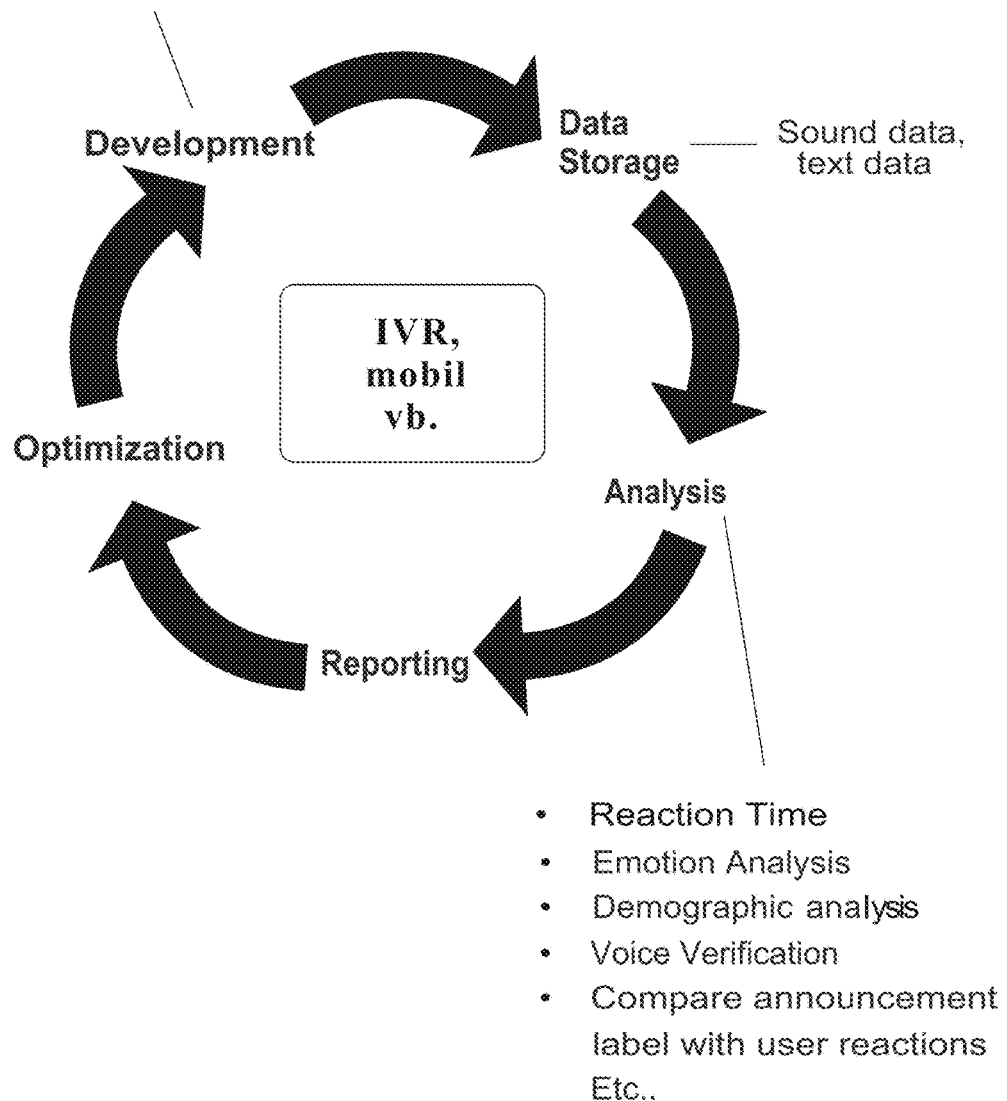 Development
Data
Storage
Sound data,
text data
IVR,
mobil
vb.
Optimization
Analysis
Reporting
• Reaction Time
• Emotion Analysis
• Demographic analysis
• Voice Verification
• Compare announcement
label with user reactions
Etc.,